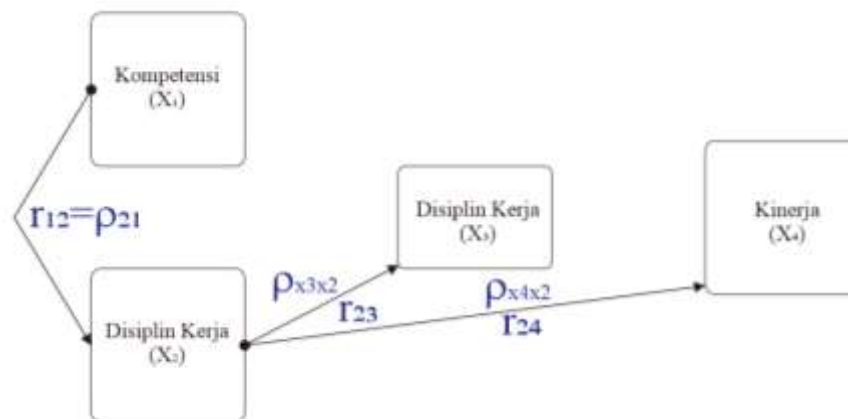 Kompetensi
(X₁)
r₁₂=ρ₂₁
Disiplin Kerja
(X₃)
Kinerja
(X₄)
ρx3x2
r₂₃
ρx4x2
r₂₄
Disiplin Kerja
(X₂)